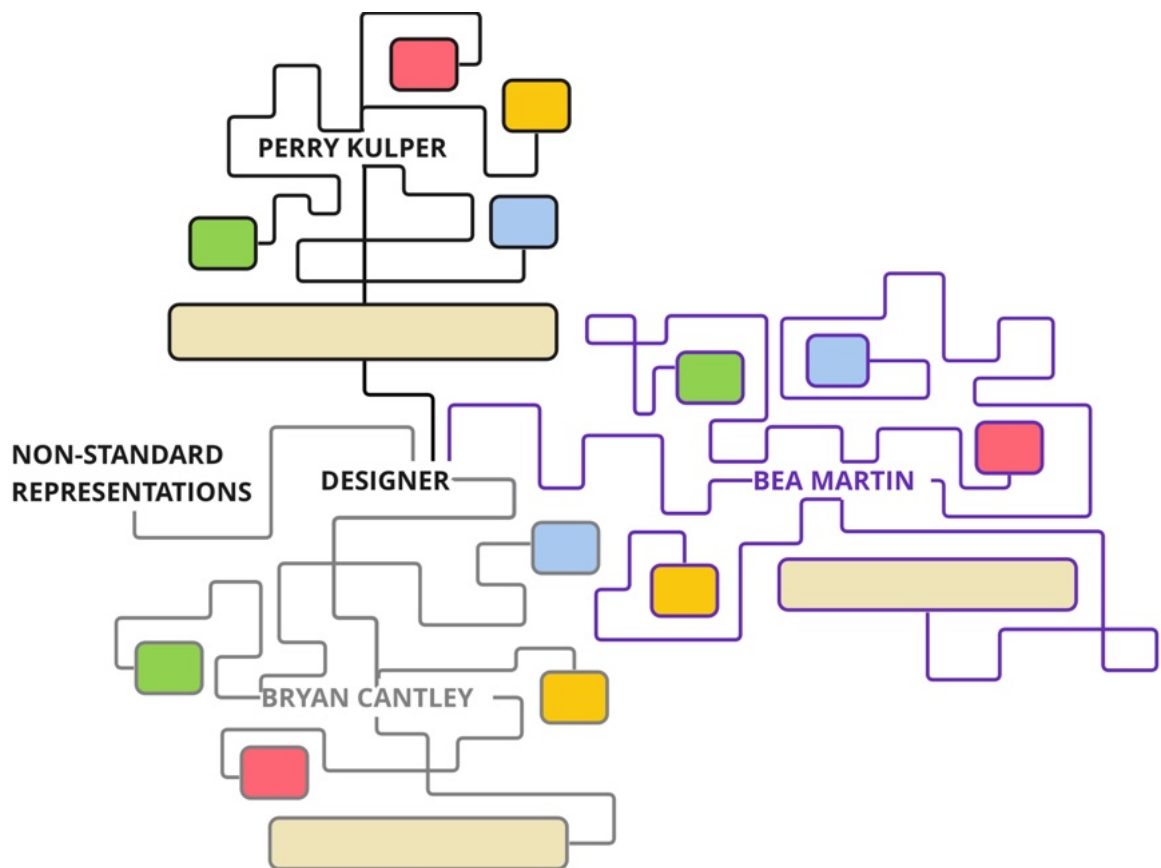 PERRY KULPER
NON-STANDARD
REPRESENTATIONS
DESIGNER
BEA MARTIN
BRYAN CANTLEY